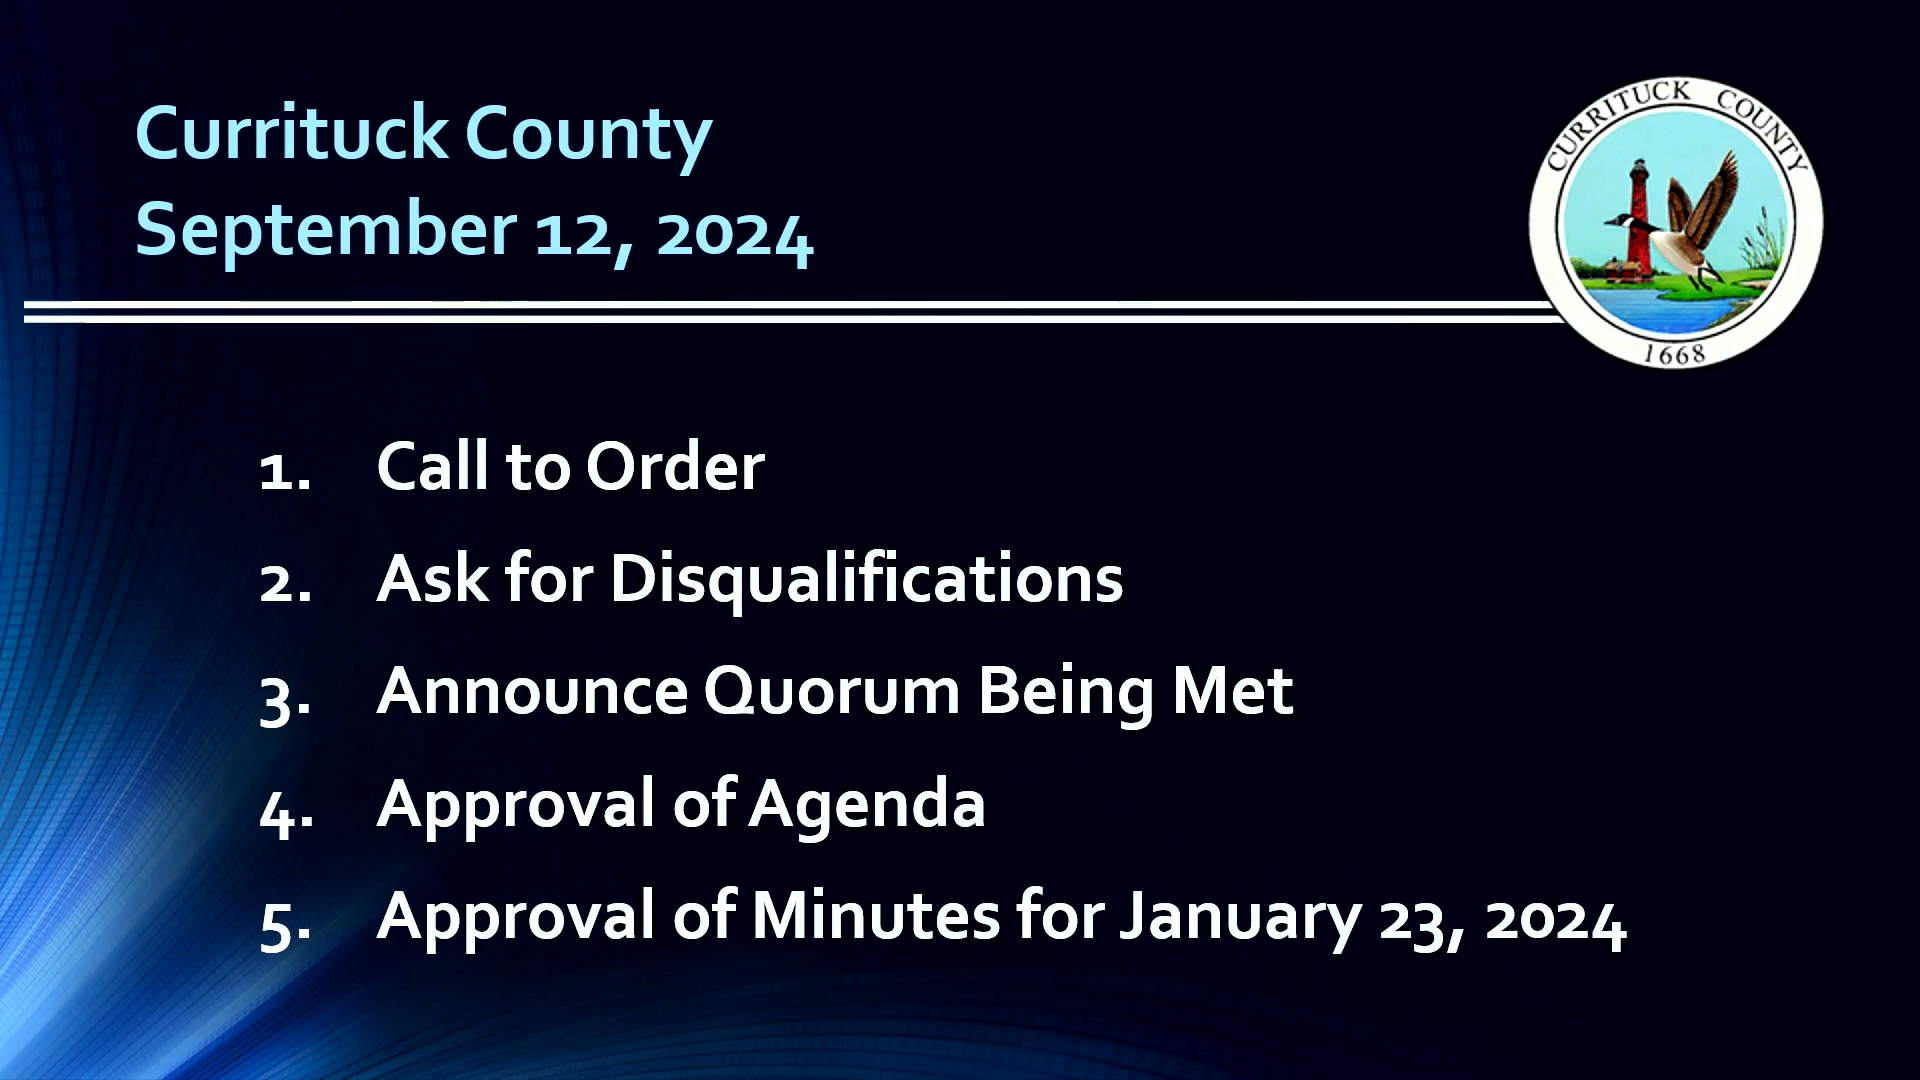 Currituck County
September 12, 2024
CURRITUCK COUNTY
1668
1. Call to Order
2. Ask for Disqualifications
3. Announce Quorum Being Met
4. Approval of Agenda
5. Approval of Minutes for January 23, 2024